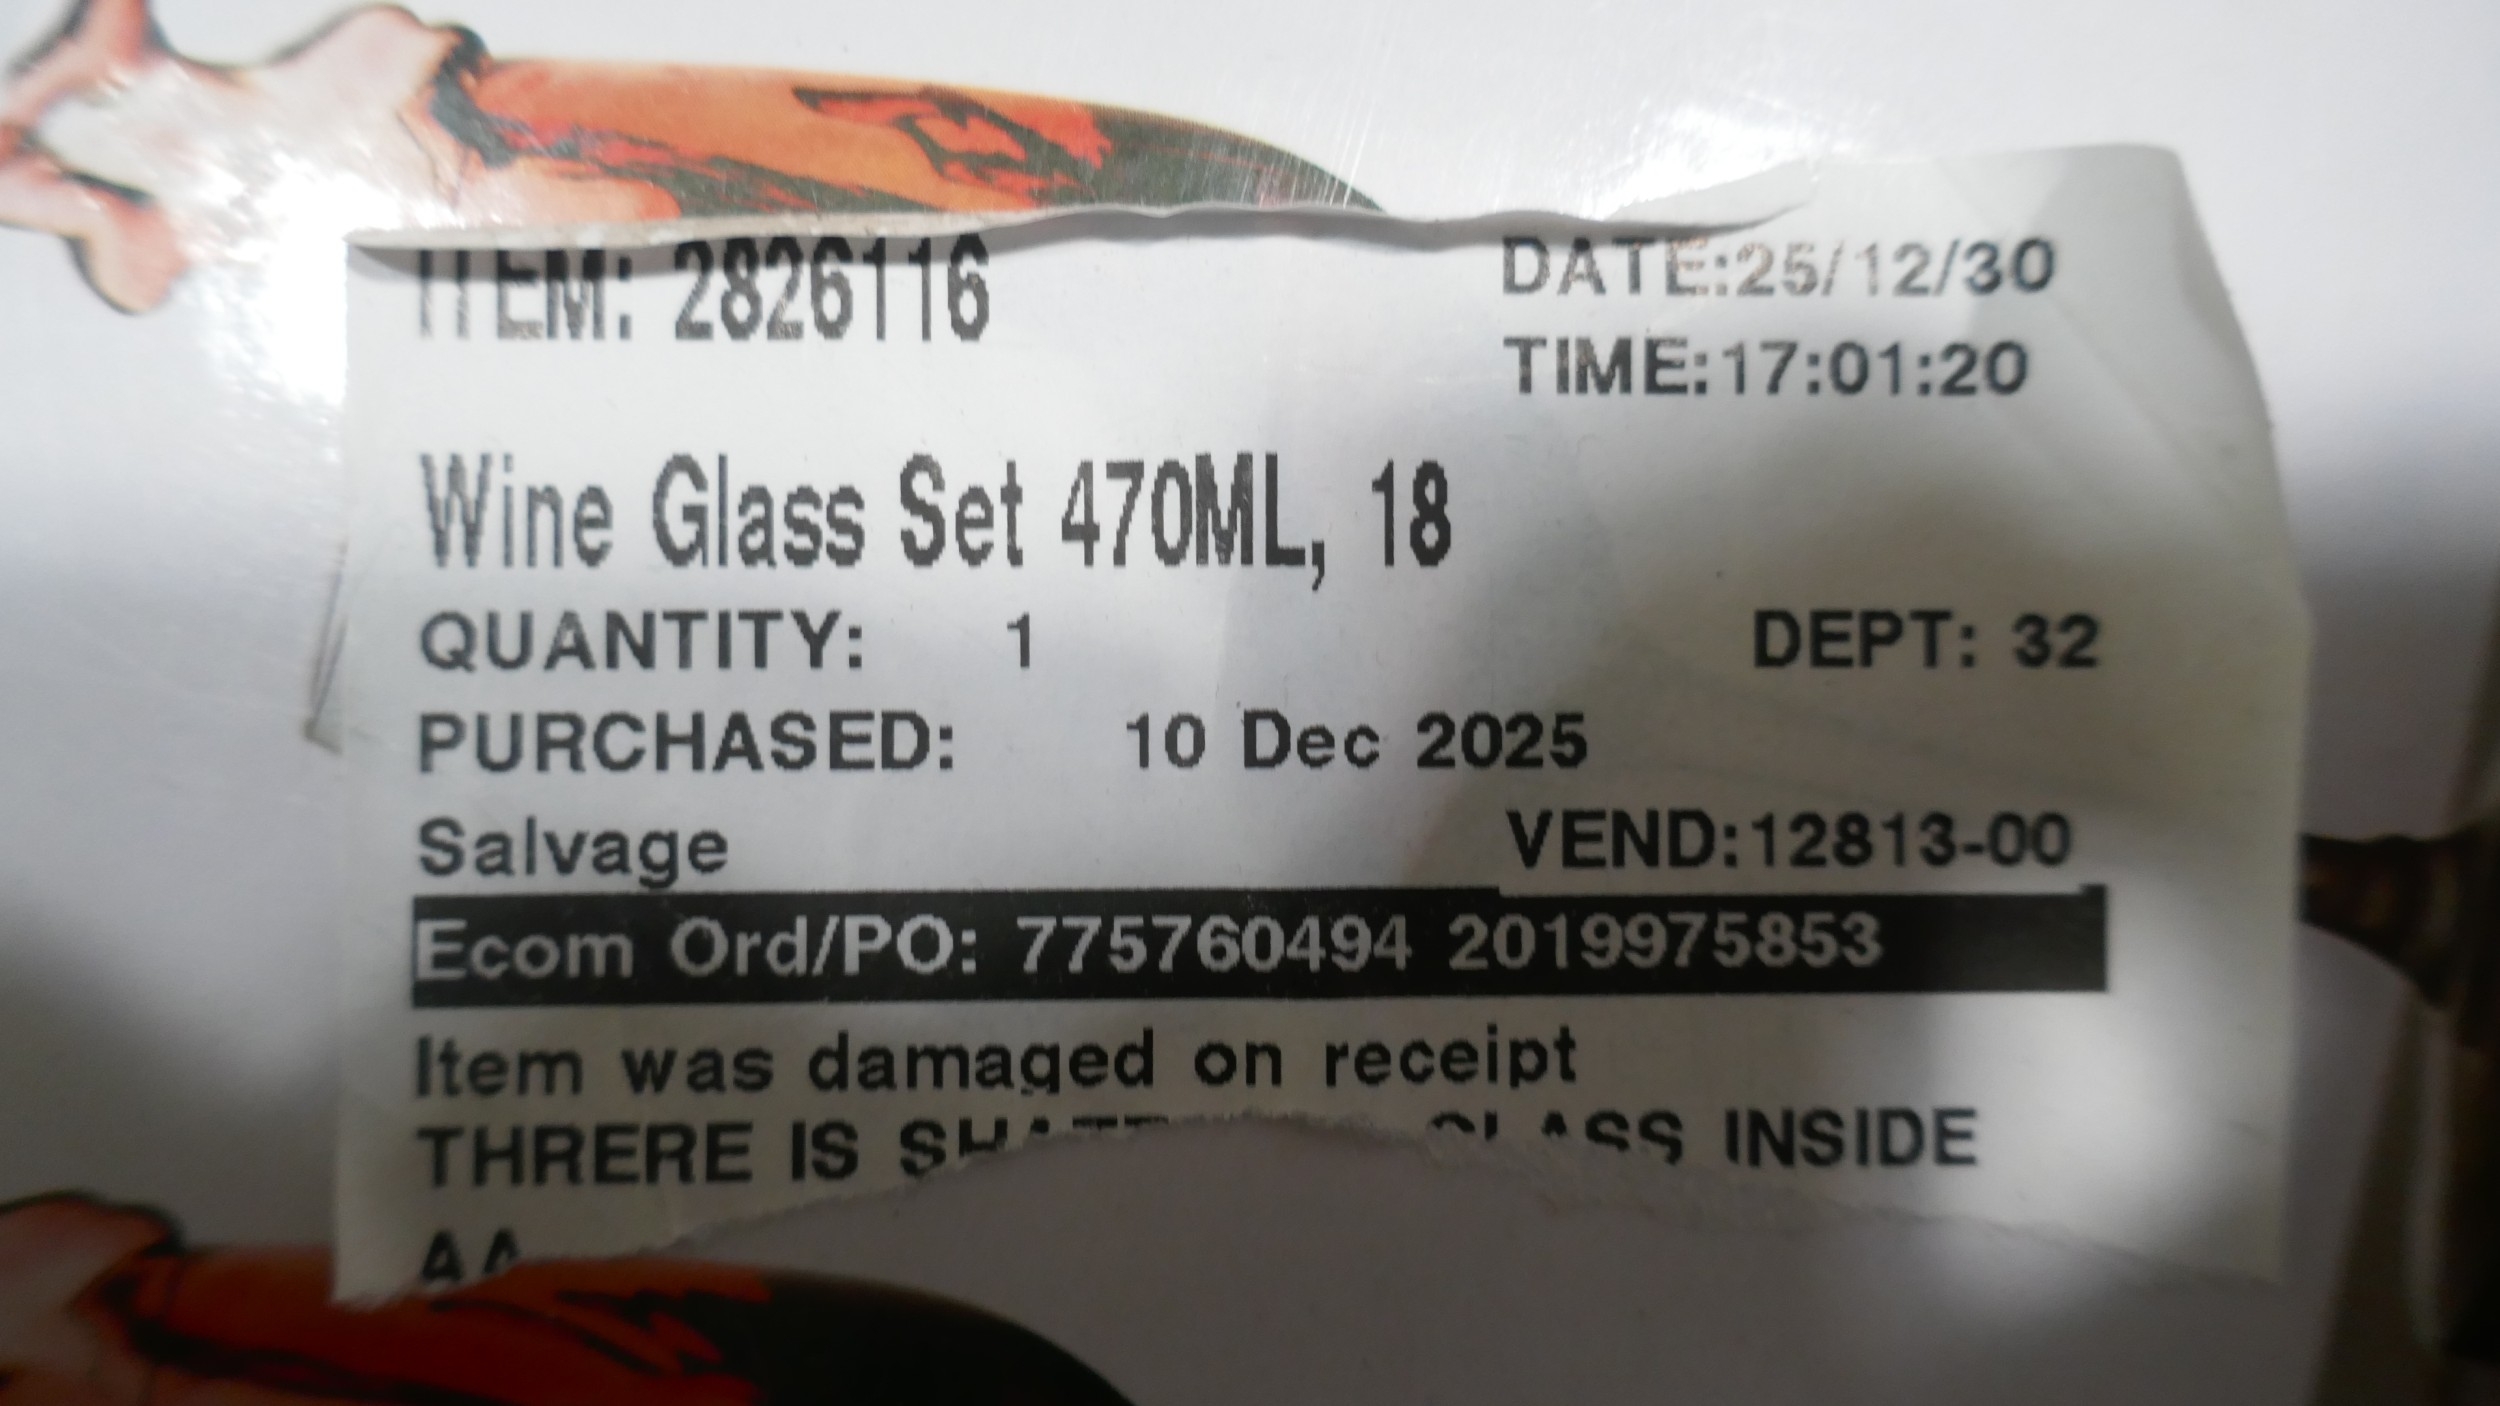 ITEM: 2826116
DATE:25/12/30
TIME:17:01:20
Wine Glass Set 470ML, 18
QUANTITY: 1 DEPT: 32
PURCHASED: 10 Dec 2025
Salvage VEND:12813-00
Ecom Ord/PO: 775760494 2019975853
Item was damaged on receipt
THRERE IS GLASS INSIDE